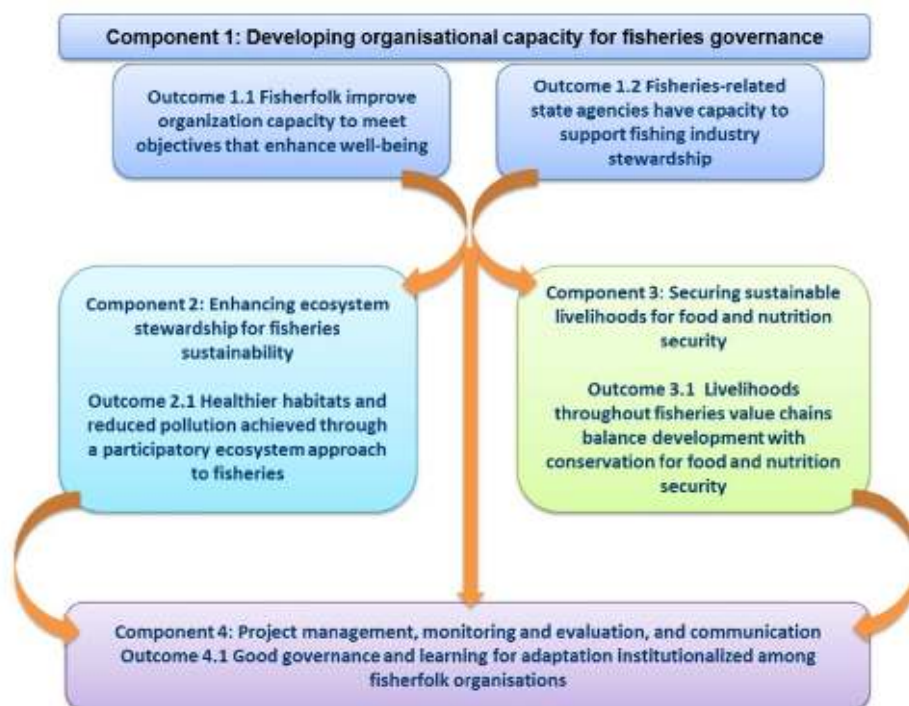 Component 1: Developing organisational capacity for fisheries governance
Outcome 1.1 Fisherfolk improve
organization capacity to meet
objectives that enhance well-being
Outcome 1.2 Fisheries-related
state agencies have capacity to
support fishing industry
stewardship
Component 2: Enhancing ecosystem
stewardship for fisheries
sustainability
Outcome 2.1 Healthier habitats and
reduced pollution achieved through
a participatory ecosystem approach
to fisheries
Component 3: Securing sustainable
livelihoods for food and nutrition
security
Outcome 3.1 Livelihoods
throughout fisheries value chains
balance development with
conservation for food and nutrition
security
Component 4: Project management, monitoring and evaluation, and communication
Outcome 4.1 Good governance and learning for adaptation institutionalized among
fisherfolk organisations